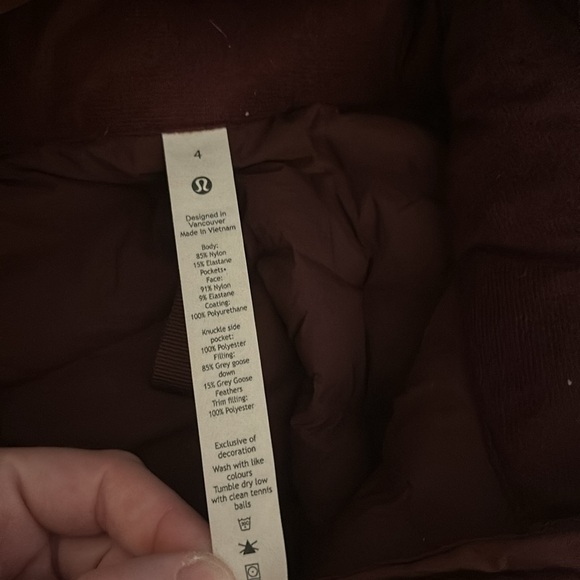 4
Designed in
Vancouver
Made in Vietnam
Body:
85% Nylon
15% Elastane
Pockets•
Face:
91% Nylon
9% Elastane
Coating:
100% Polyurethane
Knuckle side
pocket:
100% Polyester
Filling:
85% Grey goose
down
15% Grey Goose
Feathers
Trim filling:
100% Polyester
Exclusive of
decoration
Wash with like
colours
Tumble dry low
with clean tennis
balls